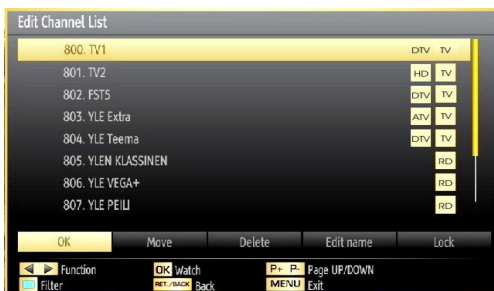 Edit Channel List
800. TV1 DTV TV
801. TV2 HD TV
802. FST5 DTV TV
803. YLE Extra ATV TV
804. YLE Teema DTV TV
805. YLEN KLASSINEN RD
806. YLE VEGA+ RD
807. YLE PEILI RD
OK Move Delete Edit name Lock
Function OK Watch P+ P- Page UP/DOWN
Filter RET./BACK Back MENU Exit